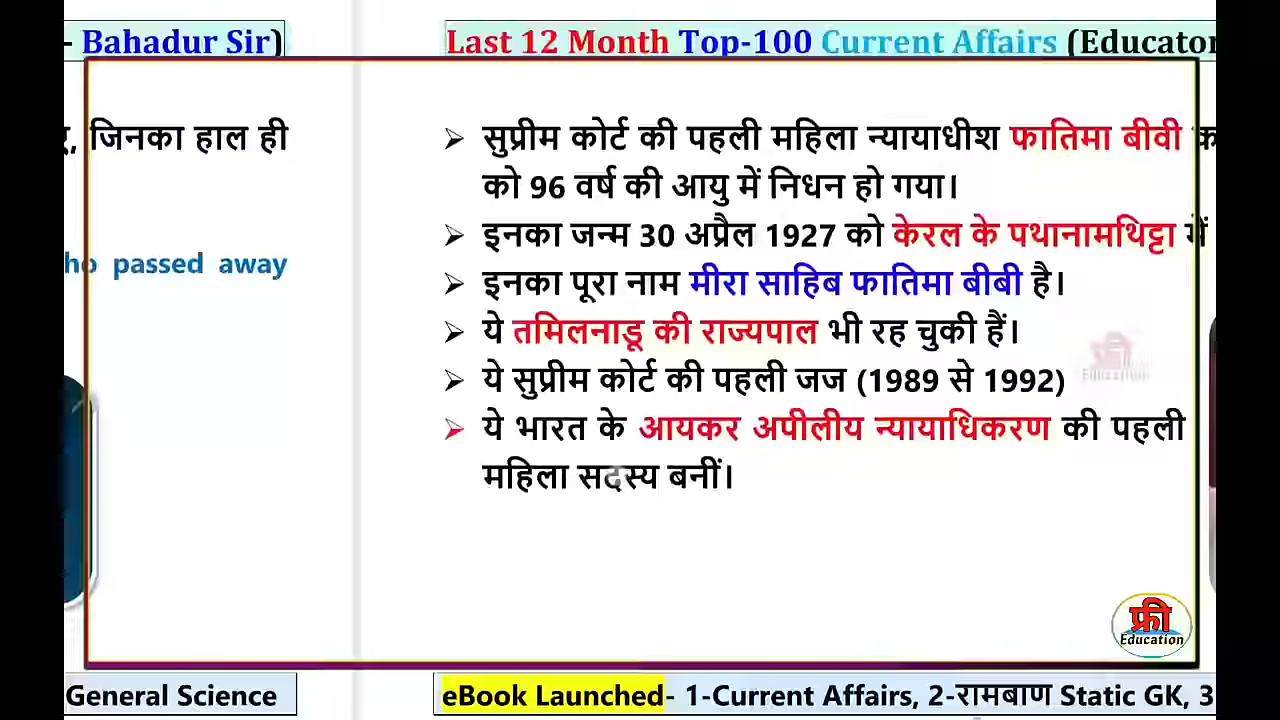 - Bahadur Sir)
Last 12 Month Top-100 Current Affairs (Educator
जिनका हाल ही
passed away
सुप्रीम कोर्ट की पहली महिला न्यायाधीश फातिमा बीवी
को 96 वर्ष की आयु में निधन हो गया।
इनका जन्म 30 अप्रैल 1927 को केरल के पथानामथिट्टा में
इनका पूरा नाम मीरा साहिब फातिमा बीबी है।
ये तमिलनाडू की राज्यपाल भी रह चुकी हैं।
ये सुप्रीम कोर्ट की पहली जज (1989 से 1992)
ये भारत के आयकर अपीलीय न्यायाधिकरण की पहली
महिला सदस्य बनीं।
फ्री
Education
फ्री
Education
General Science
eBook Launched- 1-Current Affairs, 2-रामबाण Static GK, 3